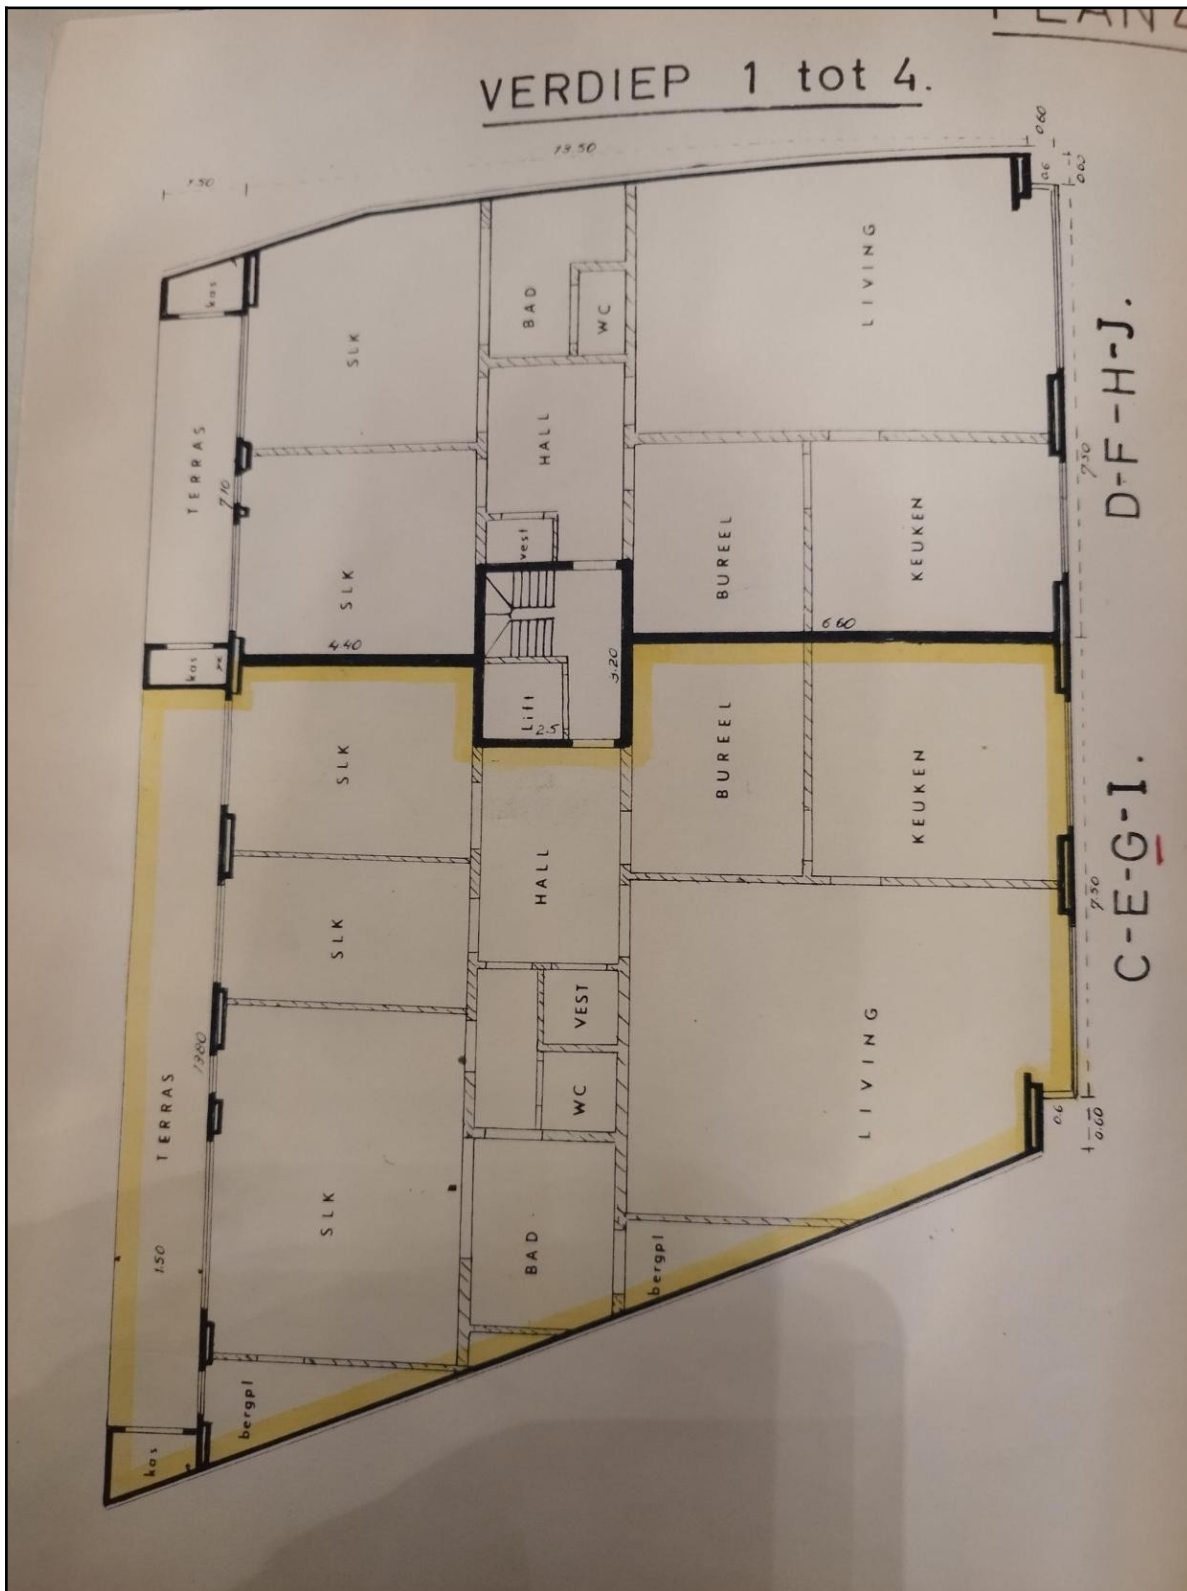 PLAN 2
VERDIEP 1 tot 4.
13.50
0.60
1.50
0.6
0.60
kas
SLK
BAD
WC
LIVING
TERRAS
7.10
HALL
vest
SLK
BUREEL
KEUKEN
7.50
D-F-H-J.
4.40
6.60
kas
3.20
Lift
2.5
SLK
BUREEL
KEUKEN
HALL
7.50
C-E-G-I.
SLK
VEST
LIVING
TERRAS
WC
0.6
0.60
SLK
1.50
BAD
bergpl
bergpl
kas